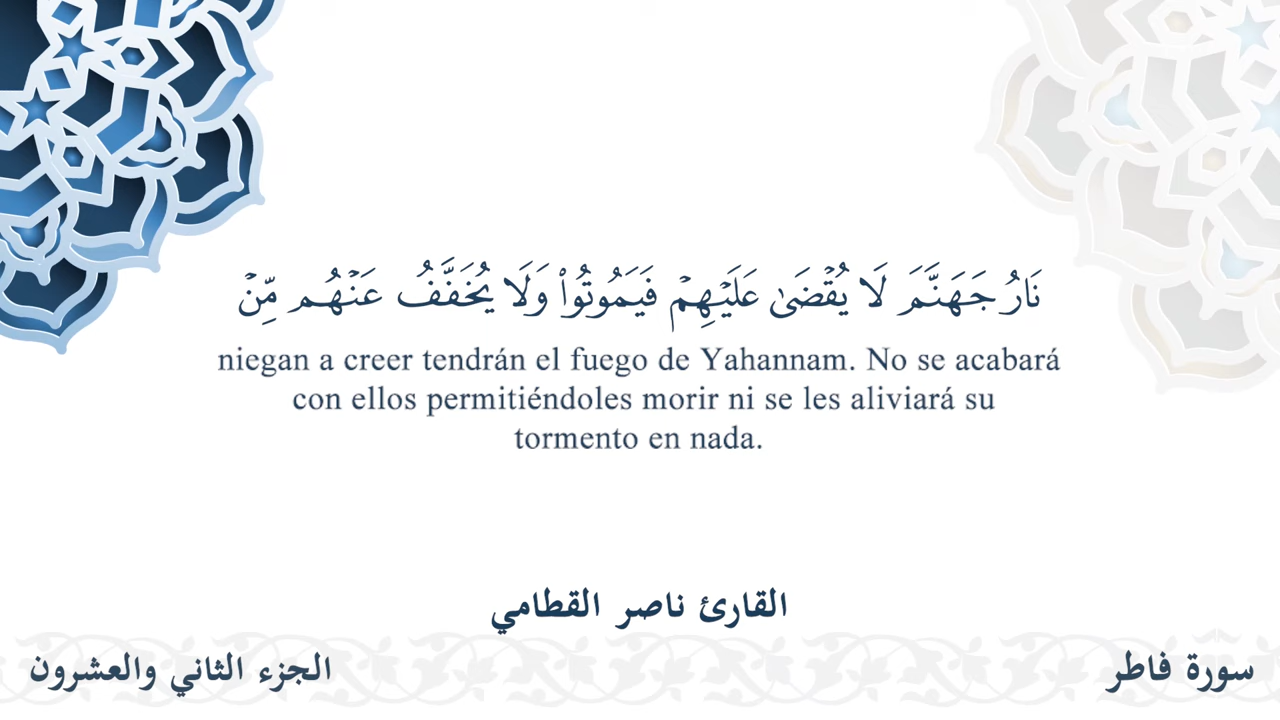 نَارُ جَهَنَّمَ لَا يُقۡضَىٰ عَلَيۡهِمۡ فَيَمُوتُواْ وَلَا يُخَفَّفُ عَنۡهُم مِّنۡ
niegan a creer tendrán el fuego de Yahannam. No se acabará
con ellos permitiéndoles morir ni se les aliviará su
tormento en nada.
القارئ ناصر القطامي
سورة فاطر
الجزء الثاني والعشرون